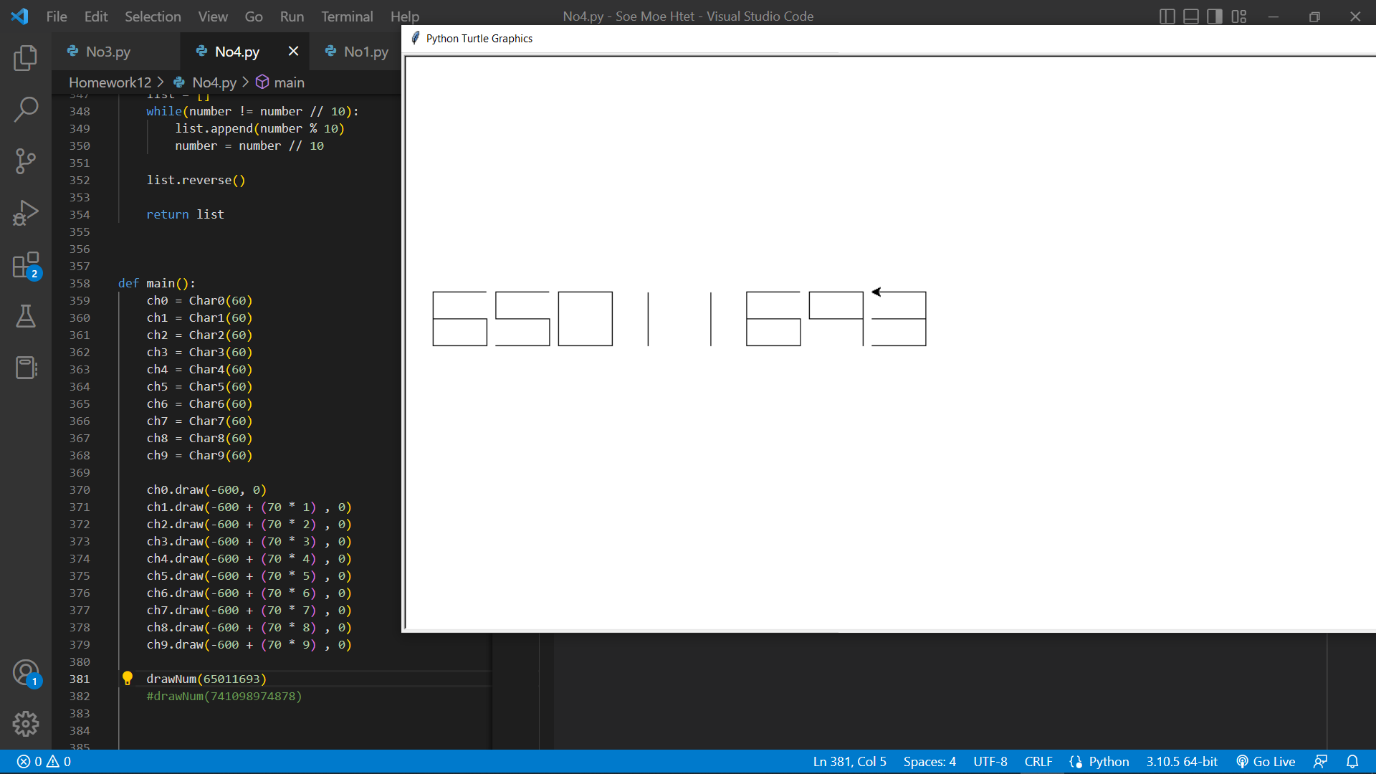 File Edit Selection View Go Run Terminal Help
No4.py - Soe Moe Htet - Visual Studio Code
No3.py No4.py No1.py
Homework12 > No4.py > main
Python Turtle Graphics
347 list = []
348 while(number != number // 10):
349 list.append(number % 10)
350 number = number // 10
351
352 list.reverse()
353
354 return list
355
356
357
358 def main():
359 ch0 = Char0(60)
360 ch1 = Char1(60)
361 ch2 = Char2(60)
362 ch3 = Char3(60)
363 ch4 = Char4(60)
364 ch5 = Char5(60)
365 ch6 = Char6(60)
366 ch7 = Char7(60)
367 ch8 = Char8(60)
368 ch9 = Char9(60)
369
370 ch0.draw(-600, 0)
371 ch1.draw(-600 + (70 * 1) , 0)
372 ch2.draw(-600 + (70 * 2) , 0)
373 ch3.draw(-600 + (70 * 3) , 0)
374 ch4.draw(-600 + (70 * 4) , 0)
375 ch5.draw(-600 + (70 * 5) , 0)
376 ch6.draw(-600 + (70 * 6) , 0)
377 ch7.draw(-600 + (70 * 7) , 0)
378 ch8.draw(-600 + (70 * 8) , 0)
379 ch9.draw(-600 + (70 * 9) , 0)
380
381 drawNum(65011693)
382 #drawNum(741098974878)
383
384
385
65011693
2
1
0 0
Ln 381, Col 5 Spaces: 4 UTF-8 CRLF Python 3.10.5 64-bit Go Live